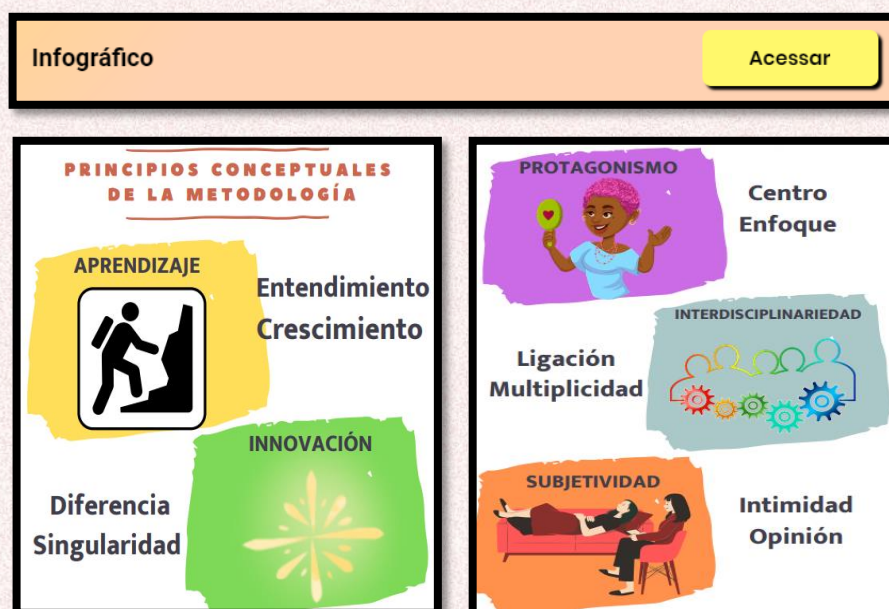 Infográfico
Acessar
PRINCIPIOS CONCEPTUALES
DE LA METODOLOGÍA
APRENDIZAJE
Entendimiento
Crescimiento
INNOVACIÓN
Diferencia
Singularidad
PROTAGONISMO
Centro
Enfoque
INTERDISCIPLINARIEDAD
Ligación
Multiplicidad
SUBJETIVIDAD
Intimidad
Opinión